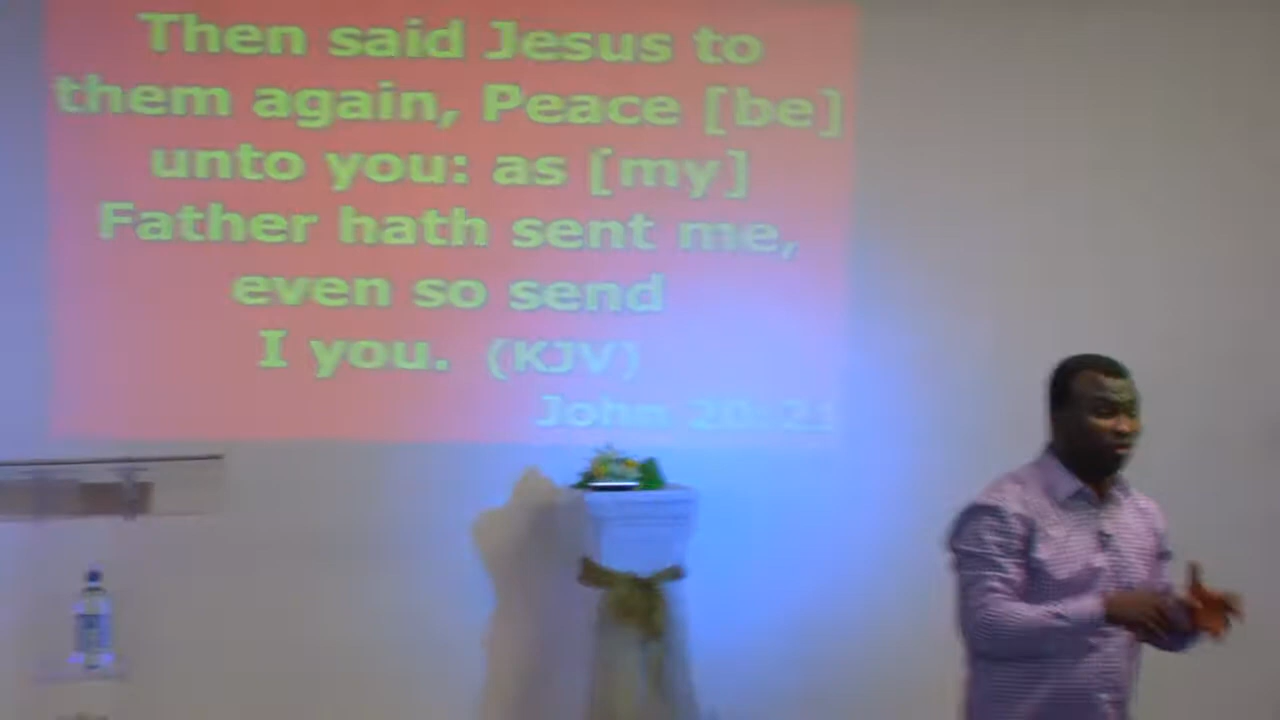 Then said Jesus to
them again, Peace [be]
unto you: as [my]
Father hath sent me,
even so send
I you. (KJV)
John 20:21